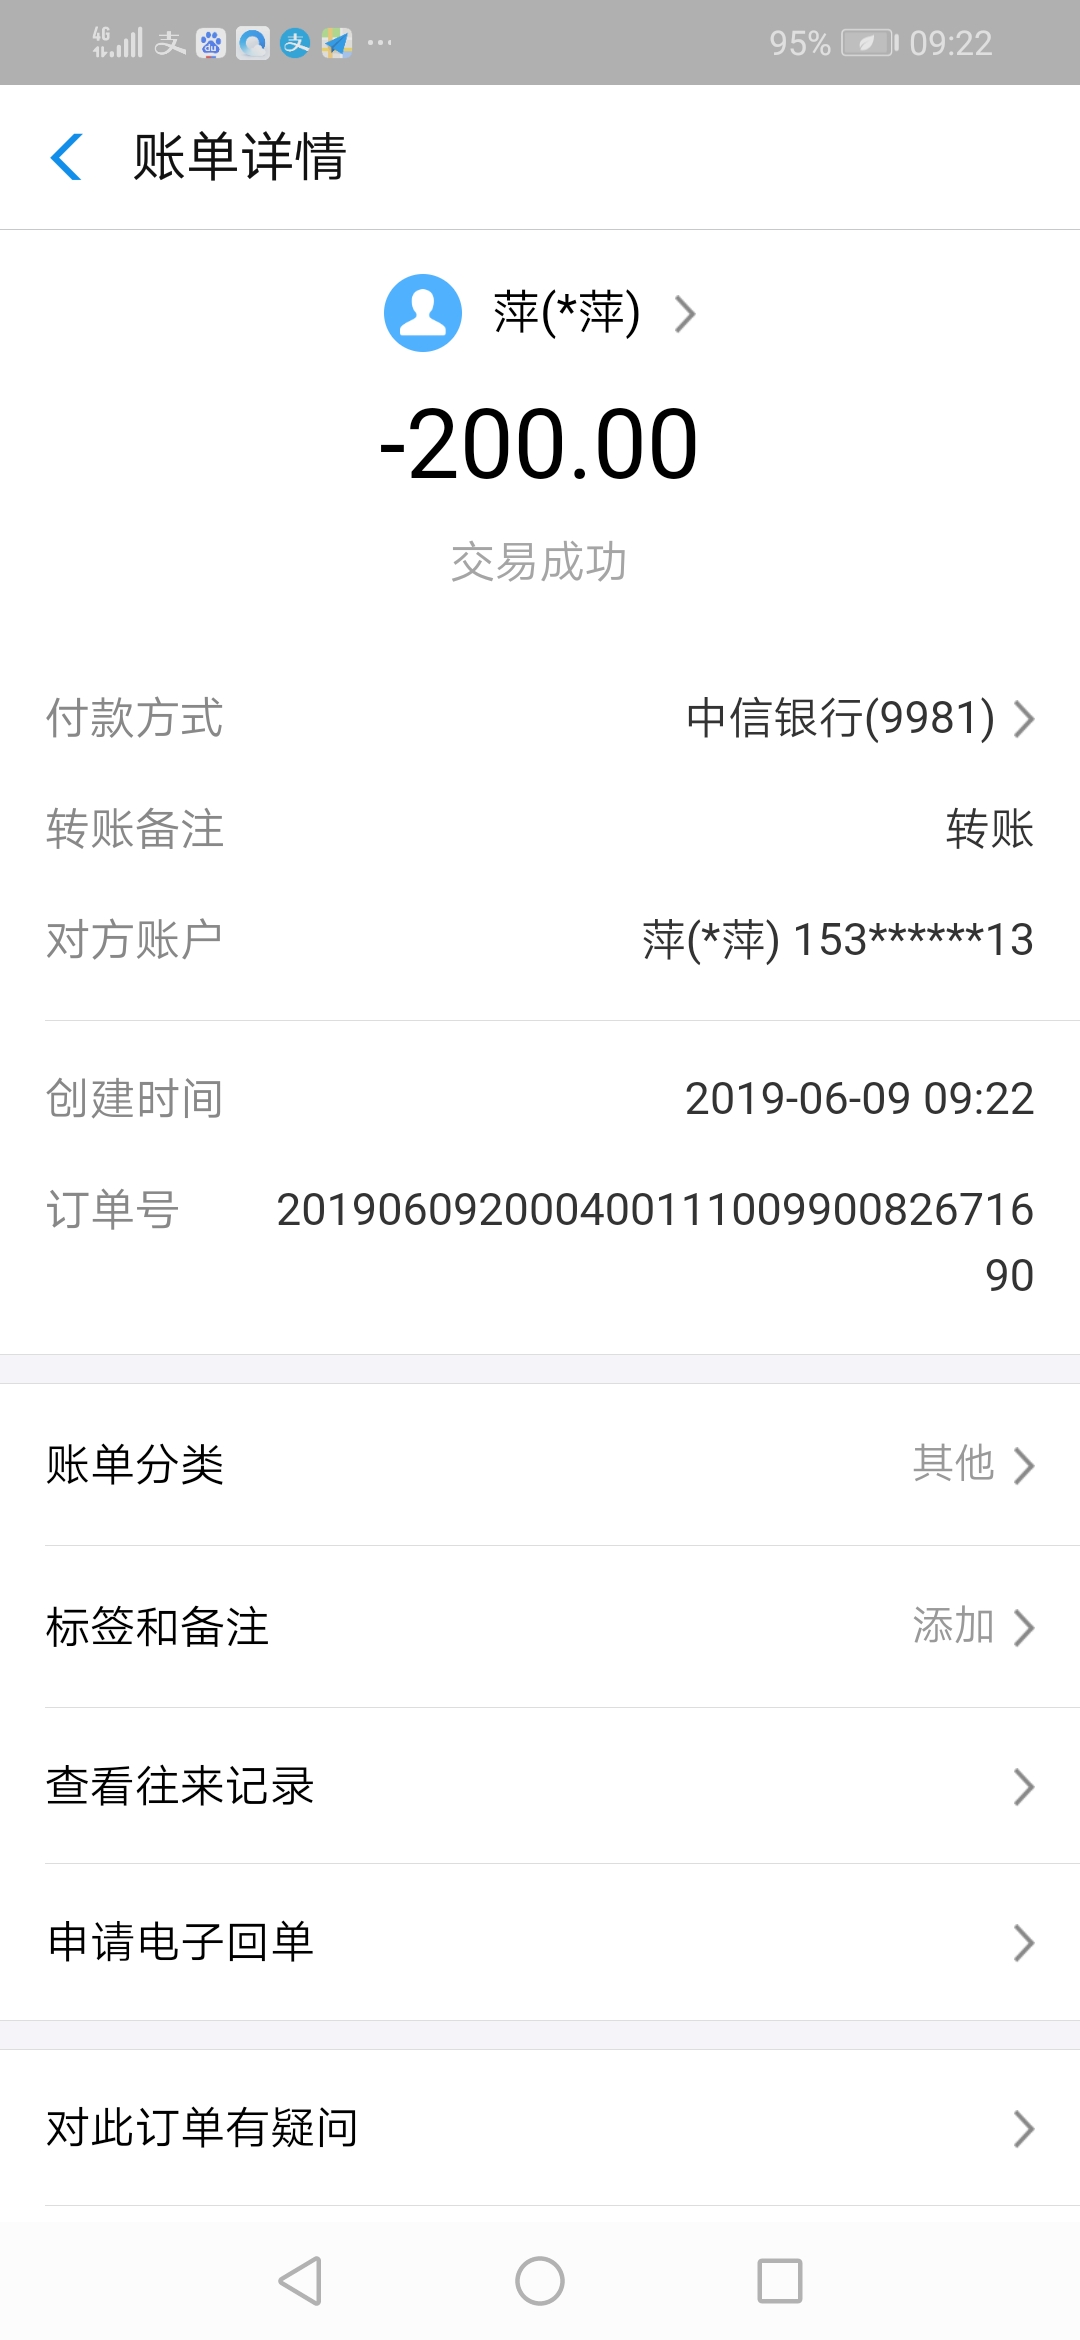 4G 95% 09:22
账单详情
萍(*萍)
-200.00
交易成功
付款方式 中信银行(9981)
转账备注 转账
对方账户 萍(*萍) 153******13
创建时间 2019-06-09 09:22
订单号 201906092000400111009900826716
90
账单分类 其他
标签和备注 添加
查看往来记录
申请电子回单
对此订单有疑问